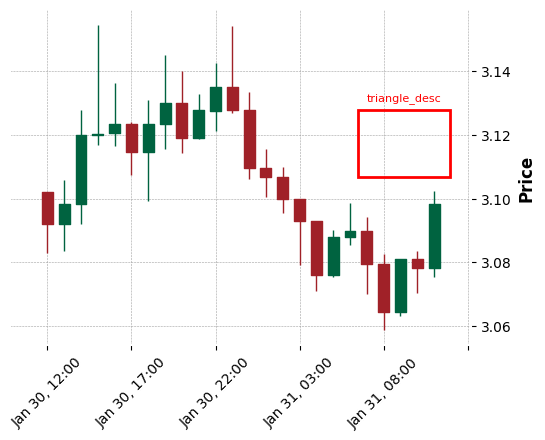 triangle_desc
3.14
3.12
3.10
3.08
3.06
Price
Jan 30, 12:00
Jan 30, 17:00
Jan 30, 22:00
Jan 31, 03:00
Jan 31, 08:00